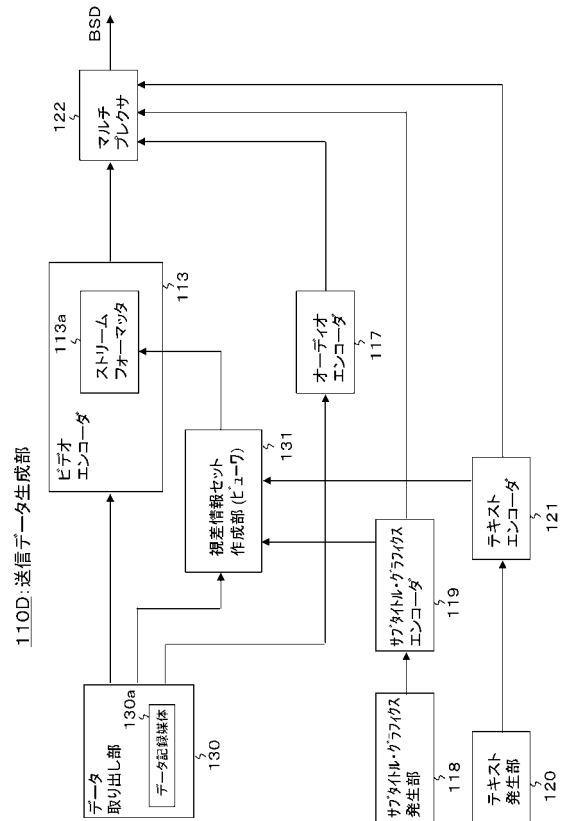 110D:送信データ生成部
データ
取り出し部
130a
データ記録媒体
130
ビデオ
エンコーダ
113a
ストリーム
フォーマッタ
113
マルチ
プレクサ
122
BSD
視差情報セット
作成部(ビューワ)
131
オーディオ
エンコーダ
117
サブタイトル・グラフィクス
発生部
118
サブタイトル・グラフィクス
エンコーダ
119
テキスト
発生部
120
テキスト
エンコーダ
121